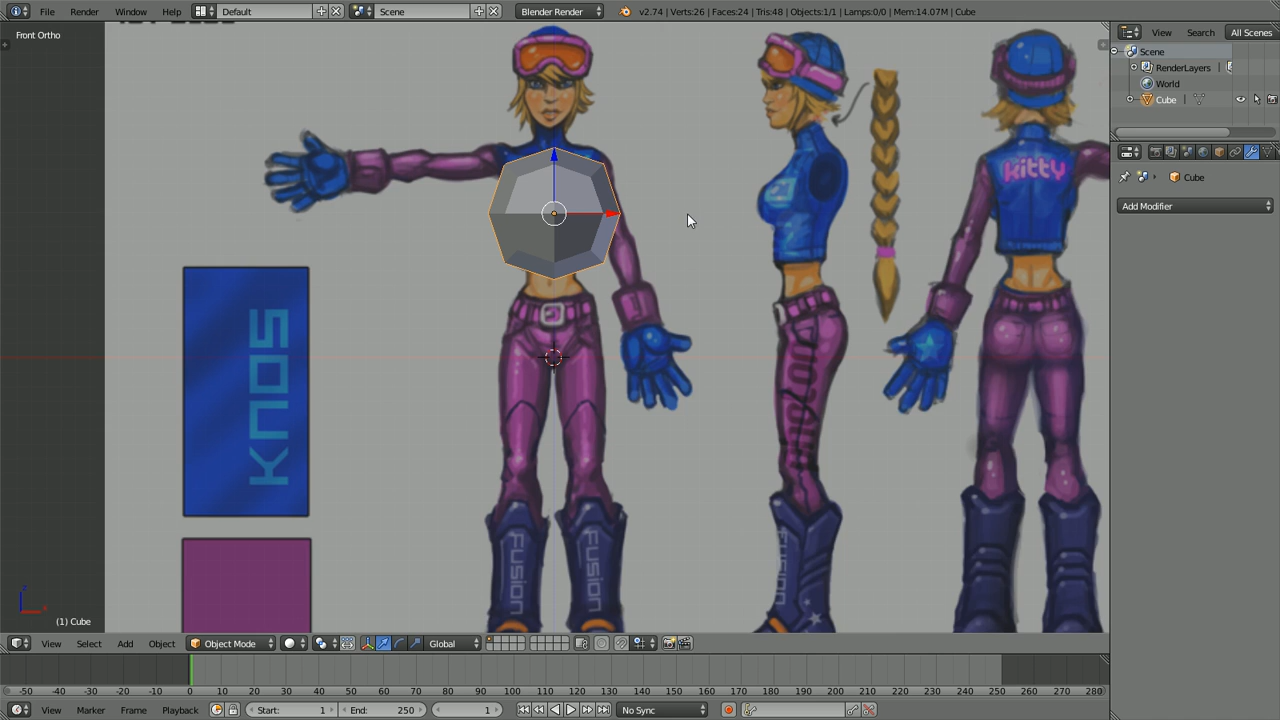 File Render Window Help Default Scene Blender Render v2.74 | Verts:26 | Faces:24 | Tris:48 | Objects:1/1 | Lamps:0/0 | Mem:14.07M | Cube
Front Ortho
View Search All Scenes
Scene
RenderLayers
World
Cube
Cube
Add Modifier
kitty
KNOS
FUSION
FUSION
FUSION
(1) Cube
View Select Add Object Object Mode Global
-50 -40 -30 -20 -10 0 10 20 30 40 50 60 70 80 90 100 110 120 130 140 150 160 170 180 190 200 210 220 230 240 250 260 270 280
View Marker Frame Playback Start: 1 End: 250 1 No Sync